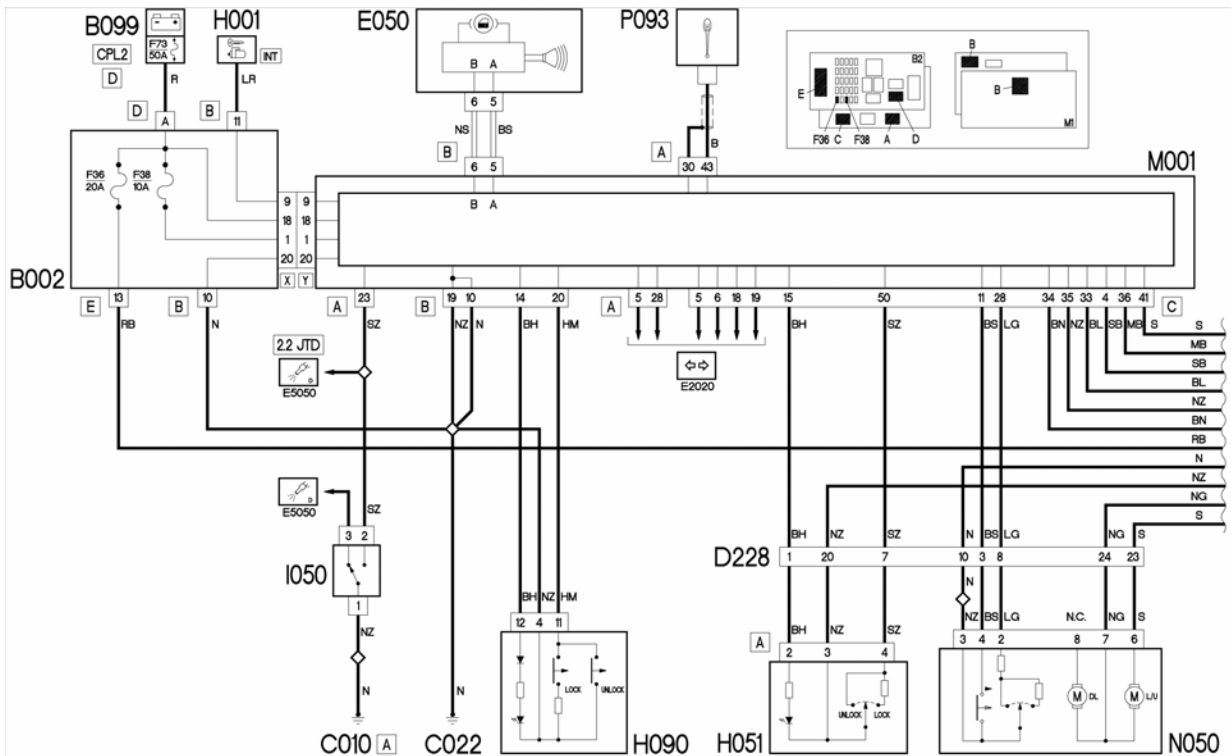 B099 H001 E050 P093
CPL2 F73 50A INT
D R LR B A
D A B 11 6 5
NS BS B
B 6 5 A 30 43
B2 E F36 C F38 A D
B B M1
M001
F36 20A F38 10A
9 9 B A
18 18
1 1
20 20
B002 X Y
E 13 B 10 A 23 B 19 10 14 20 A 5 28 5 6 18 19 15 50 11 28 34 35 33 4 36 41 C
RB N SZ NZ N BH HM BH SZ BS LG BN NZ BL SB MB S
S
MB
SB
BL
NZ
BN
RB
N
NZ
NG
S
2.2 JTD
D
E5050
E2020
D
E5050
SZ
3 2
I050
1
NZ
N
C010 A
N
C022
BH NZ HM
12 4 11
LOCK UNLOCK
H090
BH NZ SZ N BS LG NG S
D228 1 20 7 10 3 8 24 23
N
BH NZ SZ NZ BS LG N.C. NG S
A 2 3 4
UNLOCK LOCK
H051
3 4 2 8 7 6
M DL M L/U
N050